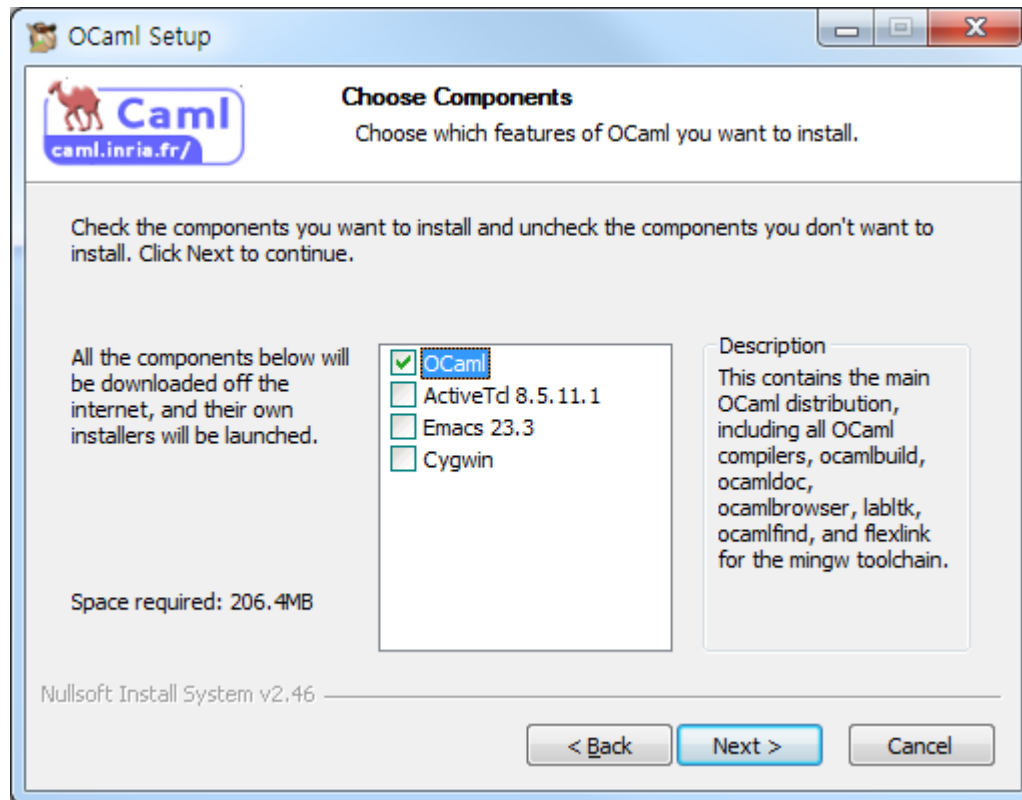 OCaml Setup
Caml
caml.inria.fr/
Choose Components
Choose which features of OCaml you want to install.
Check the components you want to install and uncheck the components you don't want to
install. Click Next to continue.
All the components below will
be downloaded off the
internet, and their own
installers will be launched.
OCaml
ActiveTcl 8.5.11.1
Emacs 23.3
Cygwin
Description
This contains the main
OCaml distribution,
including all OCaml
compilers, ocamlbuild,
ocamldoc,
ocamlbrowser, labltk,
ocamlfind, and flexlink
for the mingw toolchain.
Space required: 206.4MB
Nullsoft Install System v2.46
< Back
Next >
Cancel